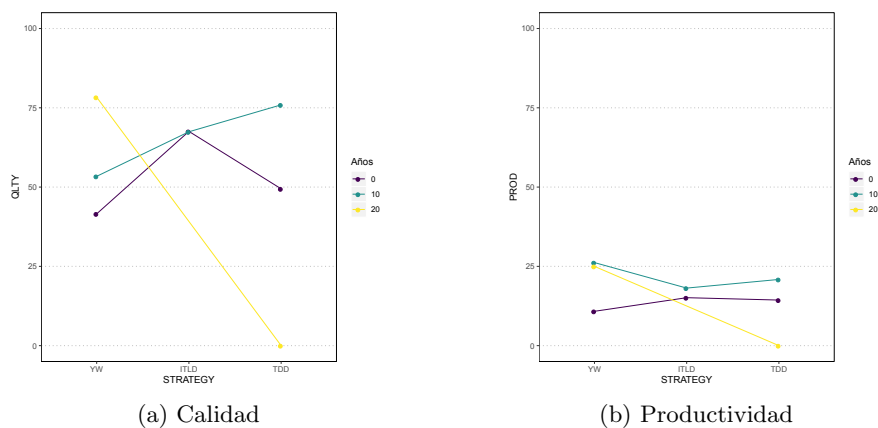 100
75
50
25
0
QLTY
YW ITLD TDD
STRATEGY
Años
0
10
20
(a) Calidad
100
75
50
25
0
PROD
YW ITLD TDD
STRATEGY
Años
0
10
20
(b) Productividad